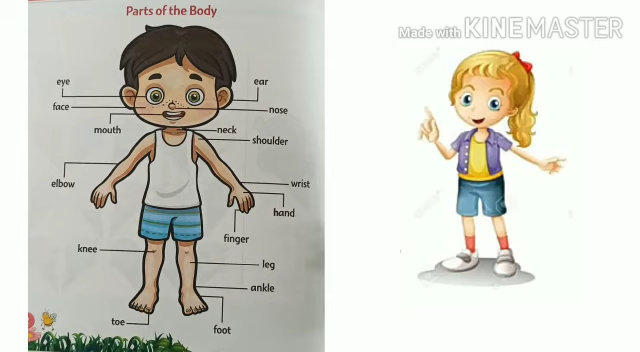 Parts of the Body
Made with KINEMASTER
eye
ear
face
nose
mouth
neck
shoulder
elbow
wrist
hand
finger
knee
leg
ankle
toe
foot